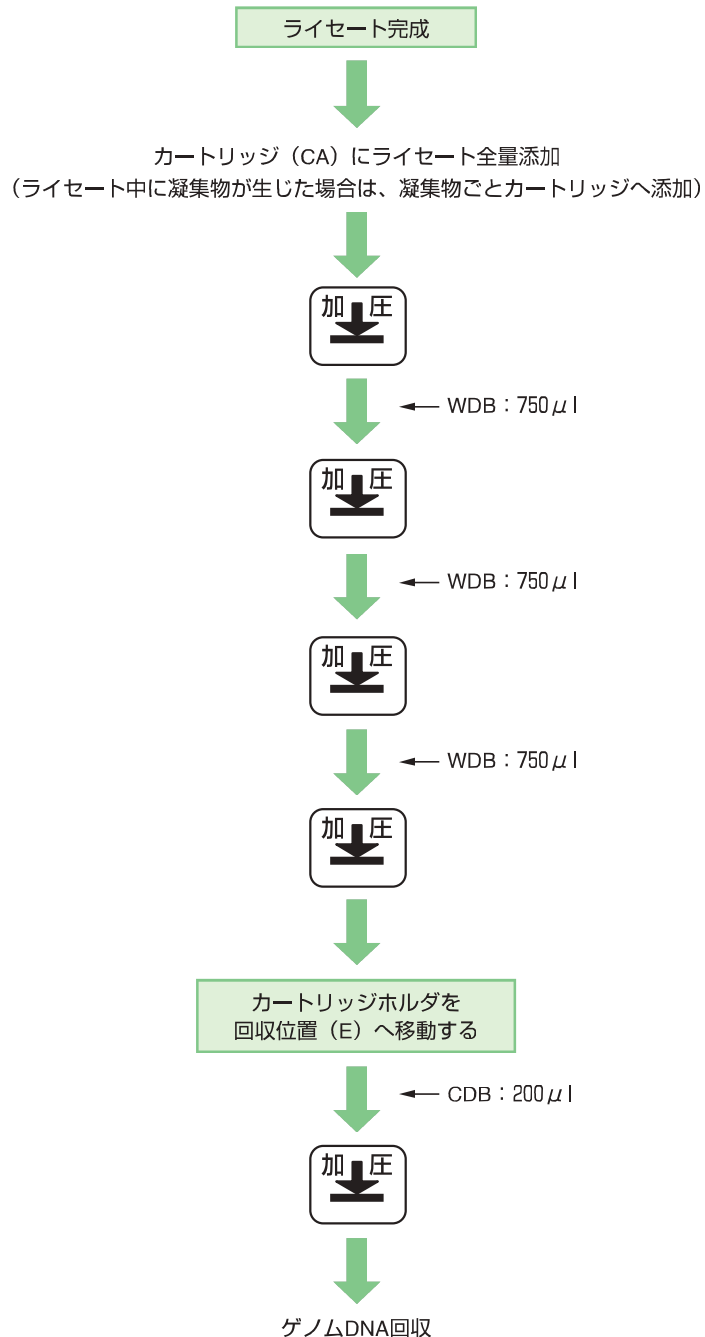 ライセート完成
カートリッジ（CA）にライセート全量添加
（ライセート中に凝集物が生じた場合は、凝集物ごとカートリッジへ添加）
加 圧
WDB：750μl
加 圧
WDB：750μl
加 圧
WDB：750μl
加 圧
カートリッジホルダを
回収位置（E）へ移動する
CDB：200μl
加 圧
ゲノムDNA回収